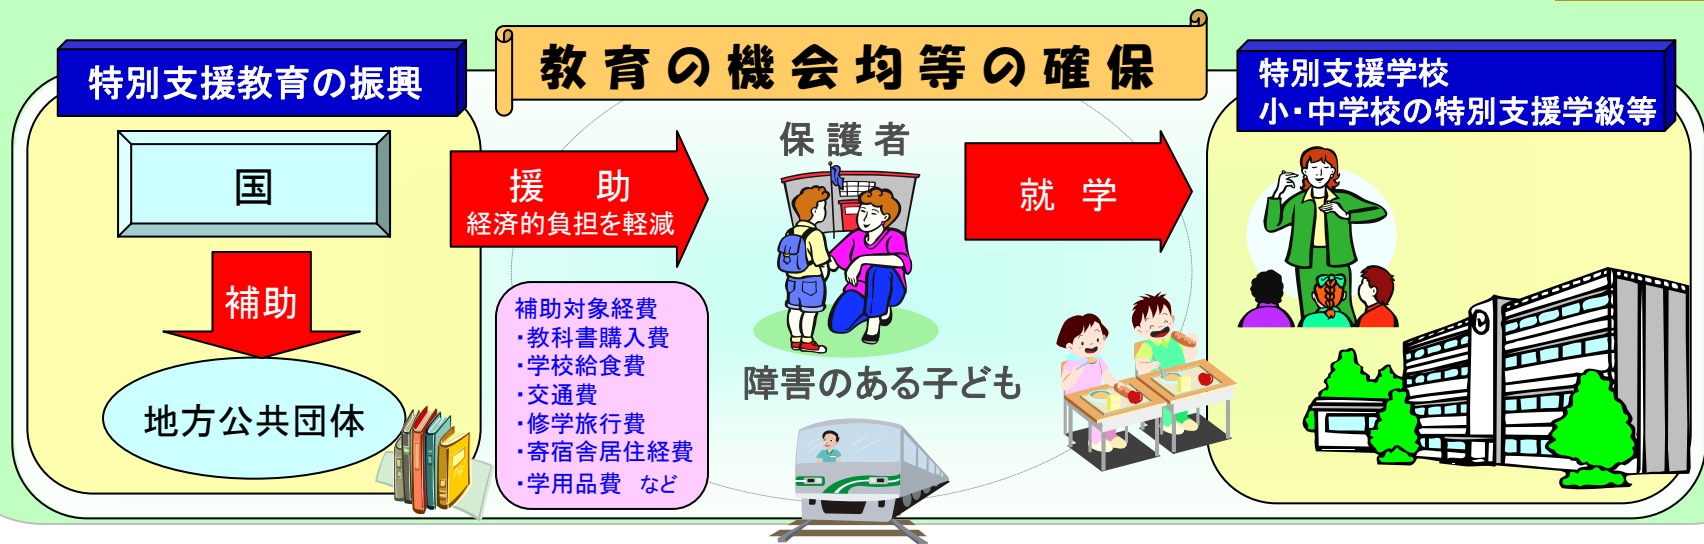 教育の機会均等の確保
特別支援教育の振興
国
補助
地方公共団体
援　助
経済的負担を軽減
補助対象経費
・教科書購入費
・学校給食費
・交通費
・修学旅行費
・寄宿舎居住経費
・学用品費　など
保護者
障害のある子ども
就　学
特別支援学校
小・中学校の特別支援学級等